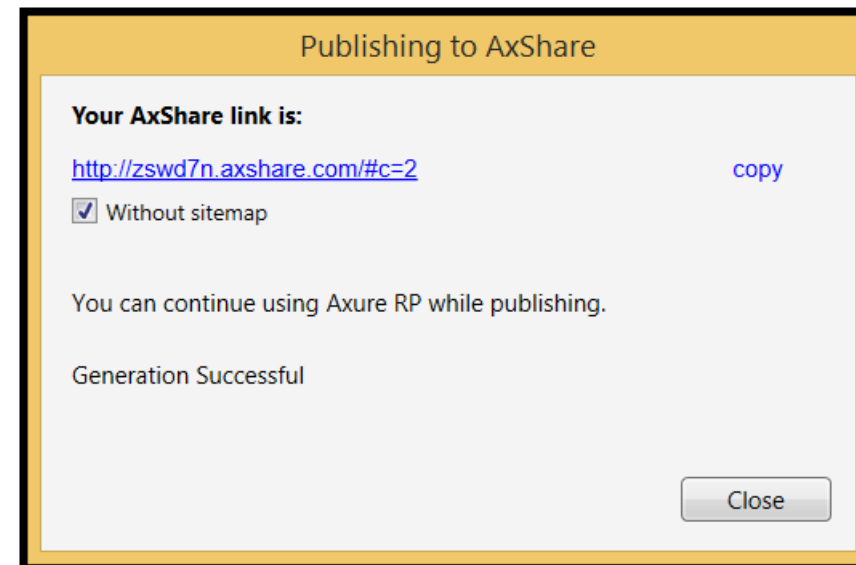 Publishing to AxShare
Your AxShare link is:
http://zswd7n.axshare.com/#c=2 copy
Without sitemap
You can continue using Axure RP while publishing.
Generation Successful
Close